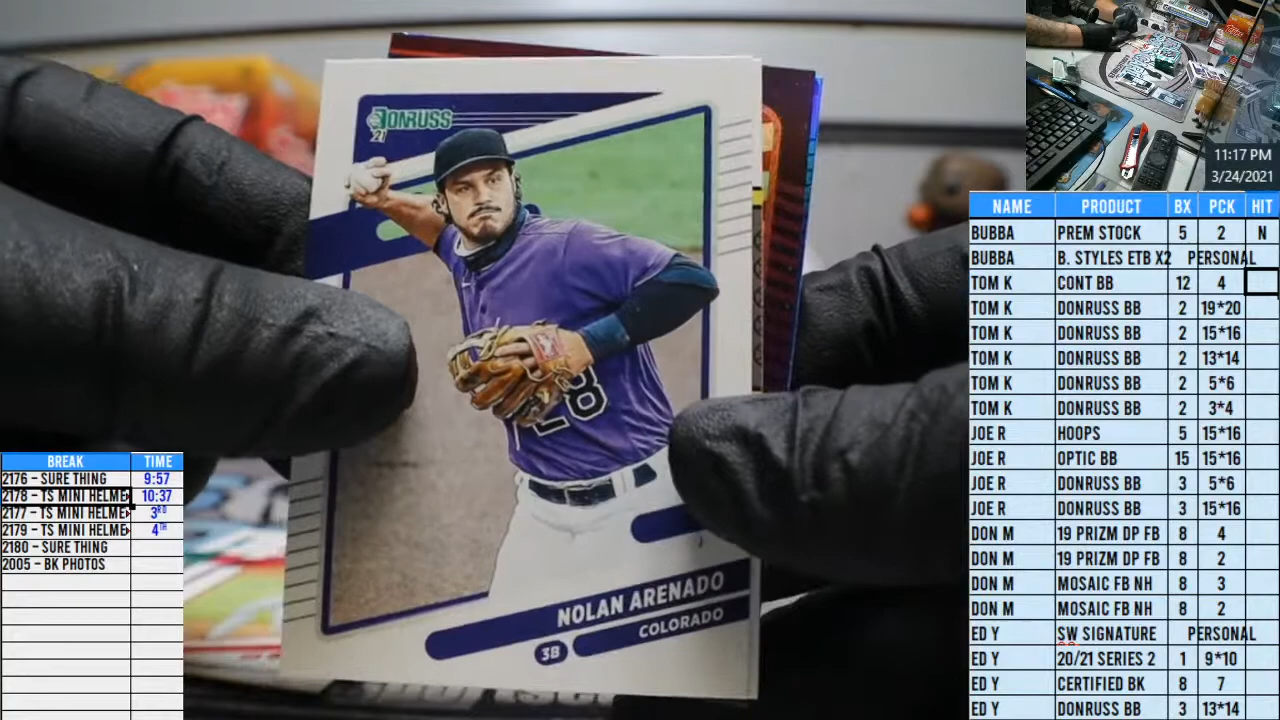 DONRUSS
21
28
NOLAN ARENADO
COLORADO
3B
11:17 PM
3/24/2021
NAME PRODUCT BX PCK HIT
BUBBA PREM STOCK 5 2 N
BUBBA B. STYLES ETB X2 PERSONAL
TOM K CONT BB 12 4
TOM K DONRUSS BB 2 19*20
TOM K DONRUSS BB 2 15*16
TOM K DONRUSS BB 2 13*14
TOM K DONRUSS BB 2 5*6
TOM K DONRUSS BB 2 3*4
JOE R HOOPS 5 15*16
JOE R OPTIC BB 15 15*16
JOE R DONRUSS BB 3 5*6
JOE R DONRUSS BB 3 15*16
DON M 19 PRIZM DP FB 8 4
DON M 19 PRIZM DP FB 8 2
DON M MOSAIC FB NH 8 3
DON M MOSAIC FB NH 8 2
ED Y SW SIGNATURE PERSONAL
ED Y 20/21 SERIES 2 1 9*10
ED Y CERTIFIED BK 8 7
ED Y DONRUSS BB 3 13*14
BREAK TIME
2176 – SURE THING 9:57
2178 – TS MINI HELME 10:37
2177 – TS MINI HELME 3RD
2179 – TS MINI HELME 4TH
2180 – SURE THING
2005 – BK PHOTOS